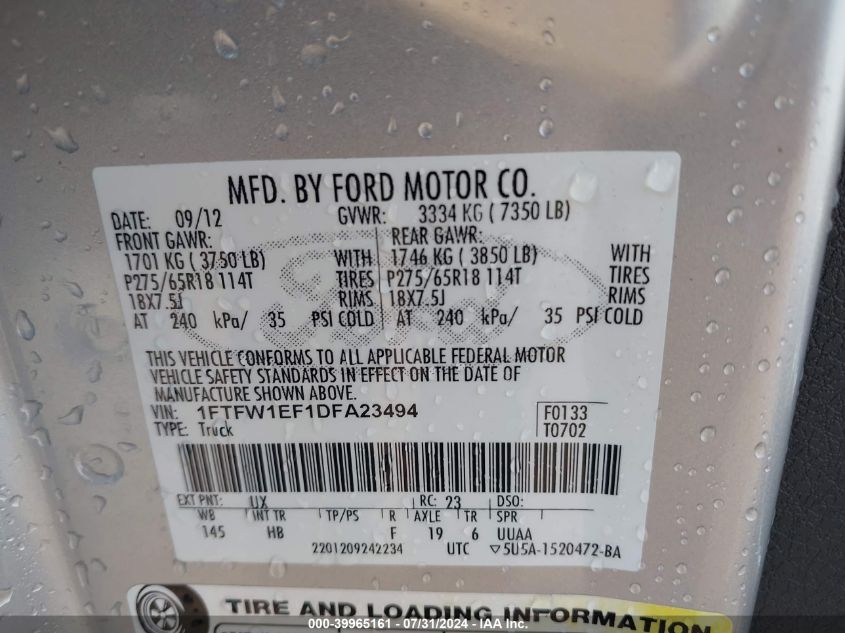 MFD. BY FORD MOTOR CO.
DATE: 09/12 GVWR: 3334 KG ( 7350 LB)
FRONT GAWR: REAR GAWR:
1701 KG ( 3750 LB) WITH 1746 KG ( 3850 LB) WITH
P275/65R18 114T TIRES P275/65R18 114T TIRES
18X7.5J RIMS 18X7.5J RIMS
AT 240 kPa/ 35 PSI COLD AT 240 kPa/ 35 PSI COLD
THIS VEHICLE CONFORMS TO ALL APPLICABLE FEDERAL MOTOR
VEHICLE SAFETY STANDARDS IN EFFECT ON THE DATE OF
MANUFACTURE SHOWN ABOVE.
VIN: 1FTFW1EF1DFA23494 F0133
TYPE: Truck T0702
EXT PNT: UX RC: 23 DSO:
WB INT TR TP/PS R AXLE TR SPR
145 HB F 19 6 UUAA
2201209242234 UTC ▽5U5A-1520472-BA
TIRE AND LOADING INFORMATION
000-39965161 - 07/31/2024 - IAA Inc.